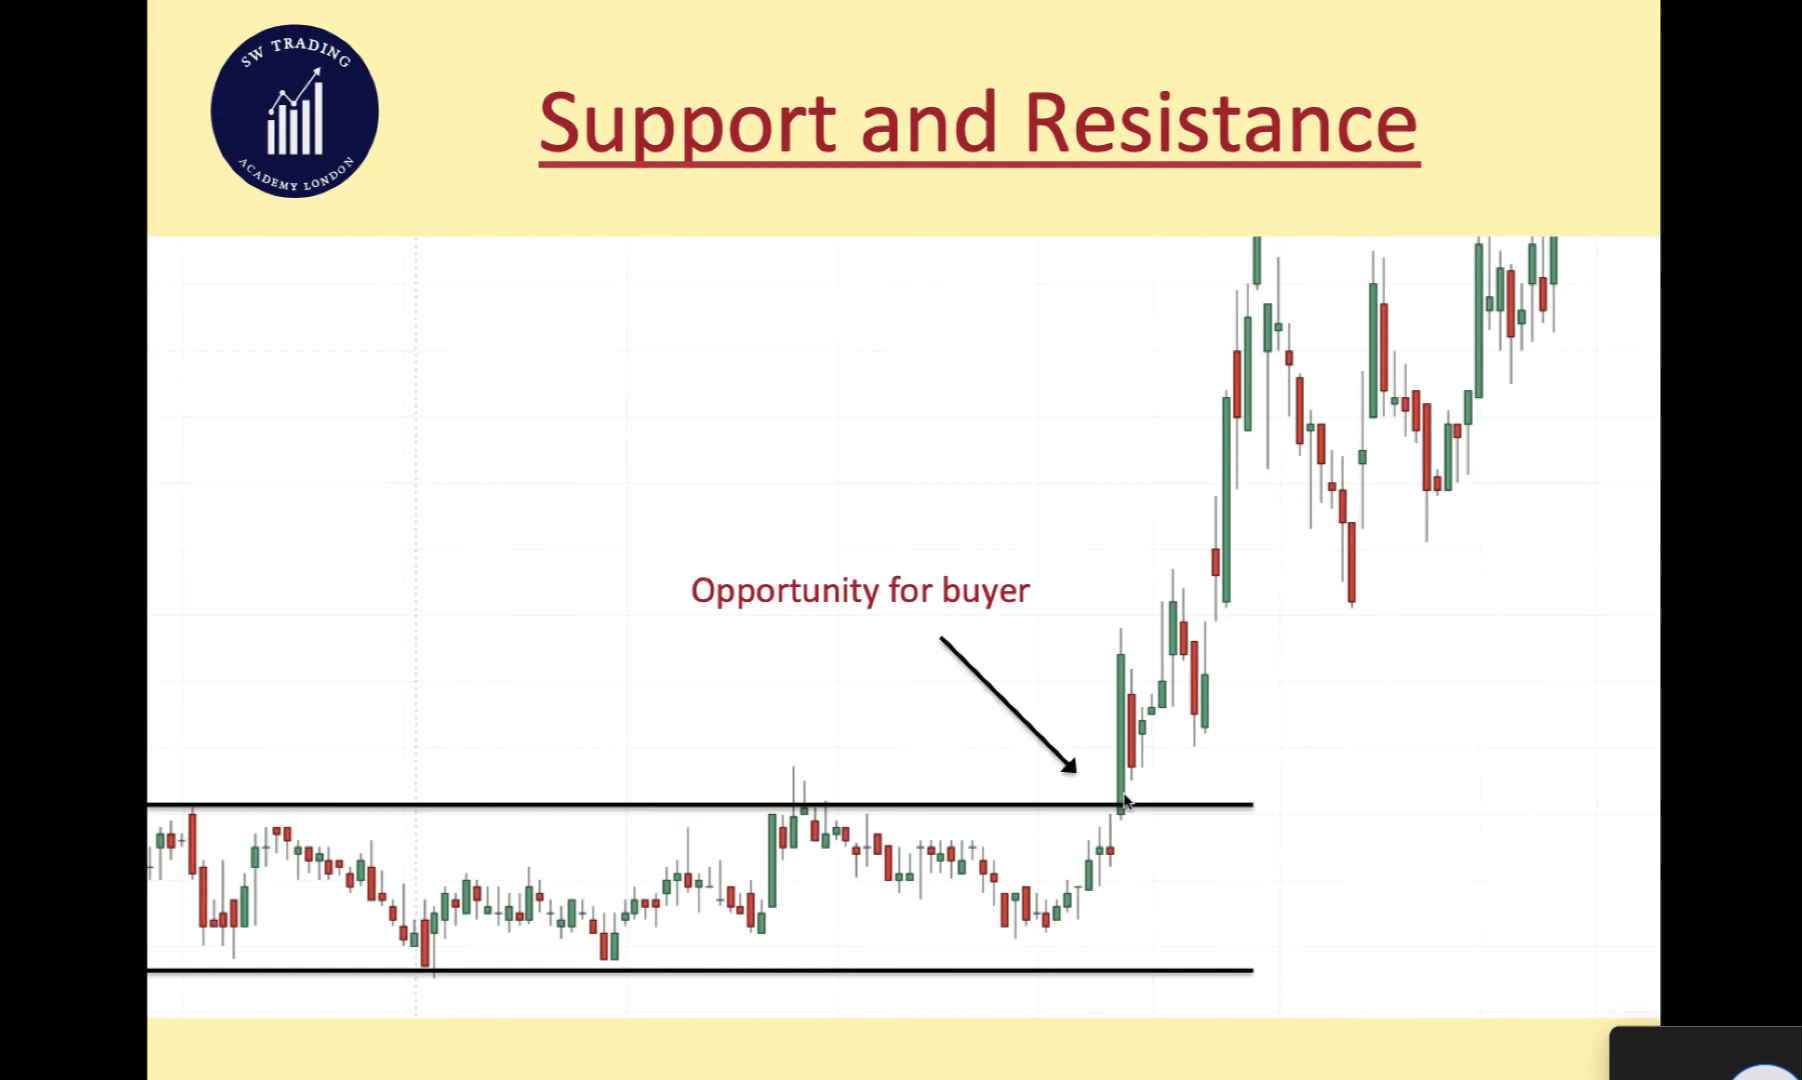 SW TRADING
ACADEMY LONDON
Support and Resistance
Opportunity for buyer